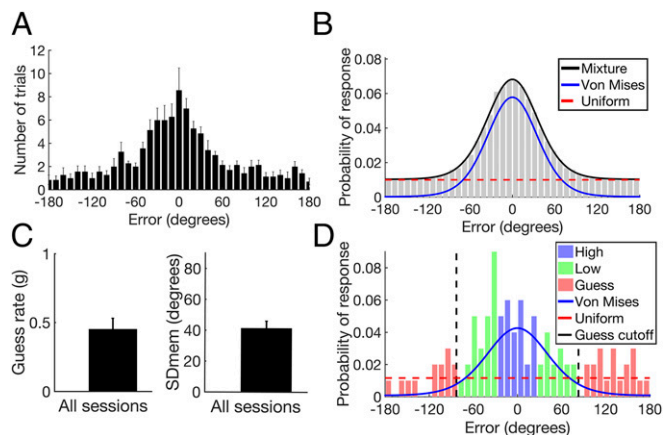 A
Number of trials
12
10
8
6
4
2
0
-180 -120 -60 0 60 120 180
Error (degrees)
B
Probability of response
0.08
0.06
0.04
0.02
0
-180 -120 -60 0 60 120 180
Error (degrees)
Mixture
Von Mises
Uniform
C
Guess rate (g)
1
0.5
0
All sessions
SDmem (degrees)
80
60
40
20
0
All sessions
D
Probability of response
0.08
0.06
0.04
0.02
0
-180 -120 -60 0 60 120 180
Error (degrees)
High
Low
Guess
Von Mises
Uniform
Guess cutoff